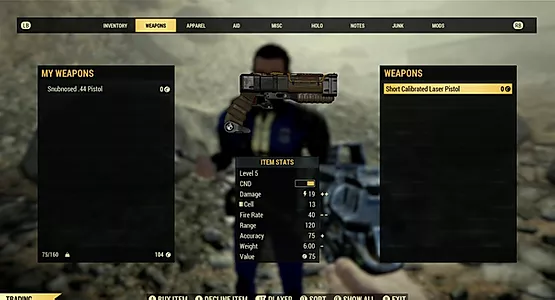 LB INVENTORY WEAPONS APPAREL AID MISC HOLO NOTES JUNK MODS RB
MY WEAPONS
Snubnosed .44 Pistol 0
75/160 104
WEAPONS
Short Calibrated Laser Pistol 0
ITEM STATS
Level 5
CND
Damage 19 ++
Cell 13
Fire Rate 40 --
Range 120
Accuracy 75 +
Weight 6.00 -
Value 75
TRADING
BUY ITEM DECLINE ITEM PLAYER SORT SHOW ALL EXIT